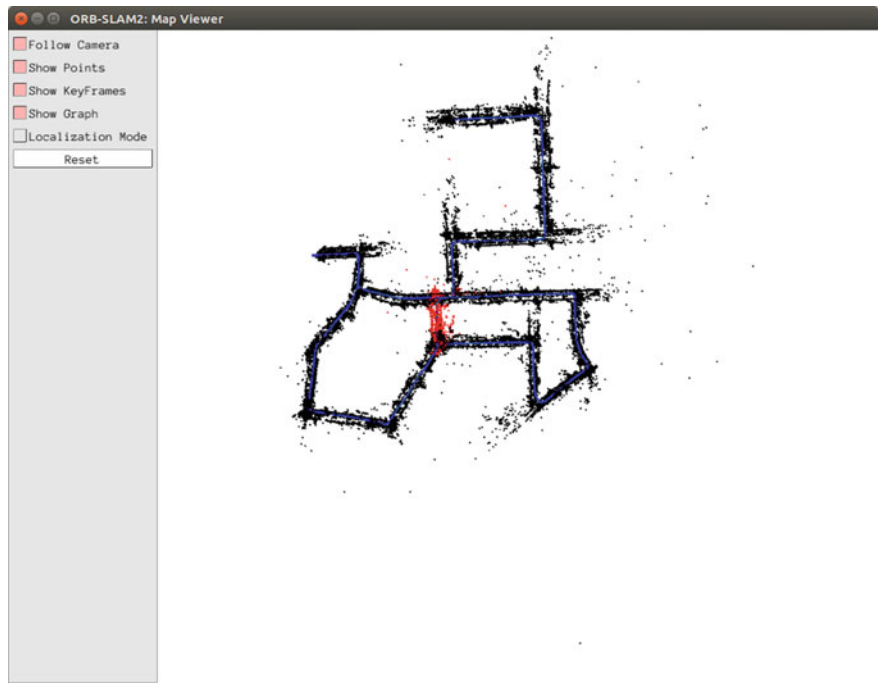 ORB-SLAM2: Map Viewer
Follow Camera
Show Points
Show KeyFrames
Show Graph
Localization Mode
Reset